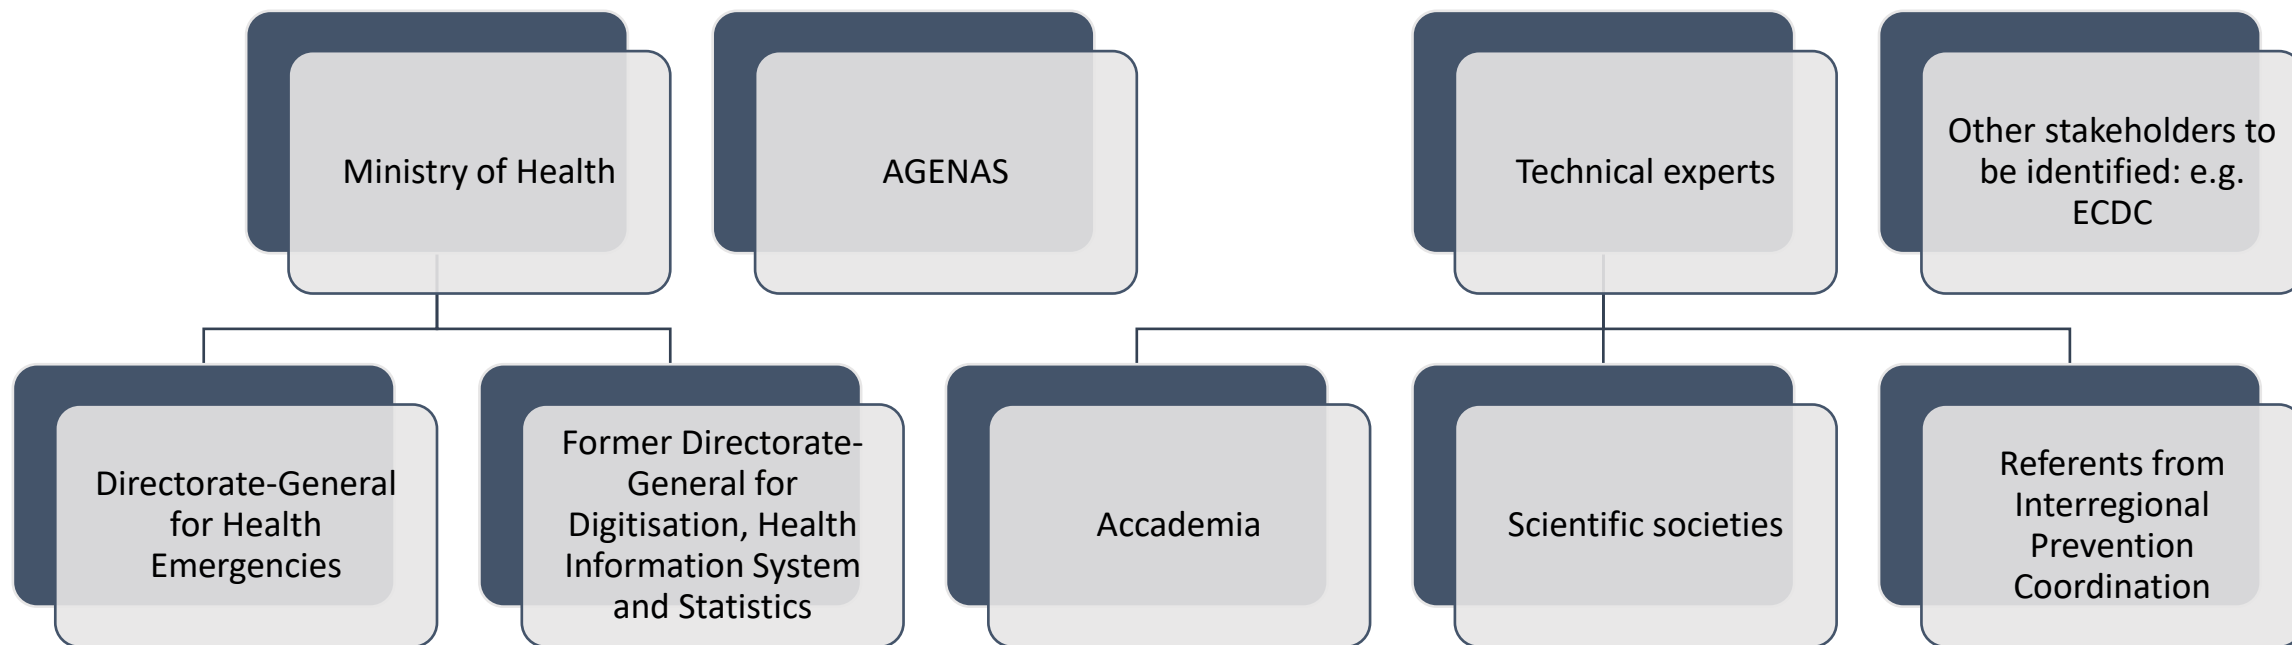 Ministry of Health
AGENAS
Technical experts
Other stakeholders to
be identified: e.g.
ECDC
Directorate-General
for Health
Emergencies
Former Directorate-
General for
Digitisation, Health
Information System
and Statistics
Accademia
Scientific societies
Referents from
Interregional
Prevention
Coordination